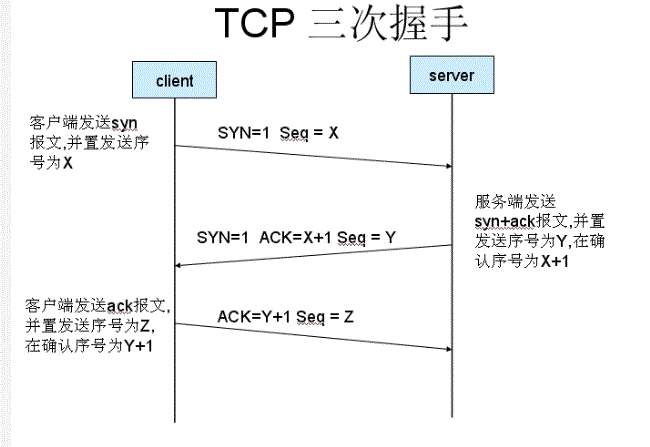 TCP 三次握手
client
server
客户端发送syn
报文,并置发送序
号为X
SYN=1 Seq = X
服务端发送
syn+ack报文,并置
发送序号为Y,在确
认序号为X+1
SYN=1 ACK=X+1 Seq = Y
客户端发送ack报文,
并置发送序号为Z,
在确认序号为Y+1
ACK=Y+1 Seq = Z